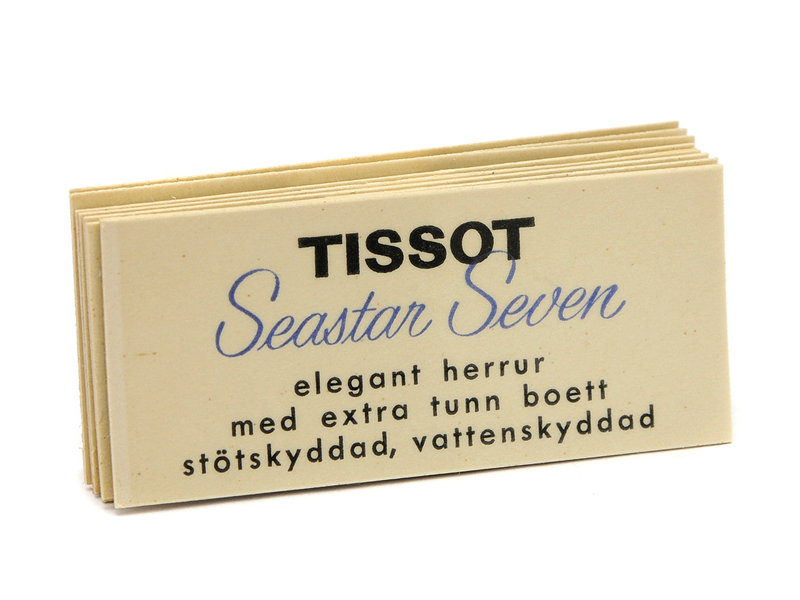 TISSOT
Seastar Seven
elegant herrur
med extra tunn boett
stötskyddad, vattenskyddad